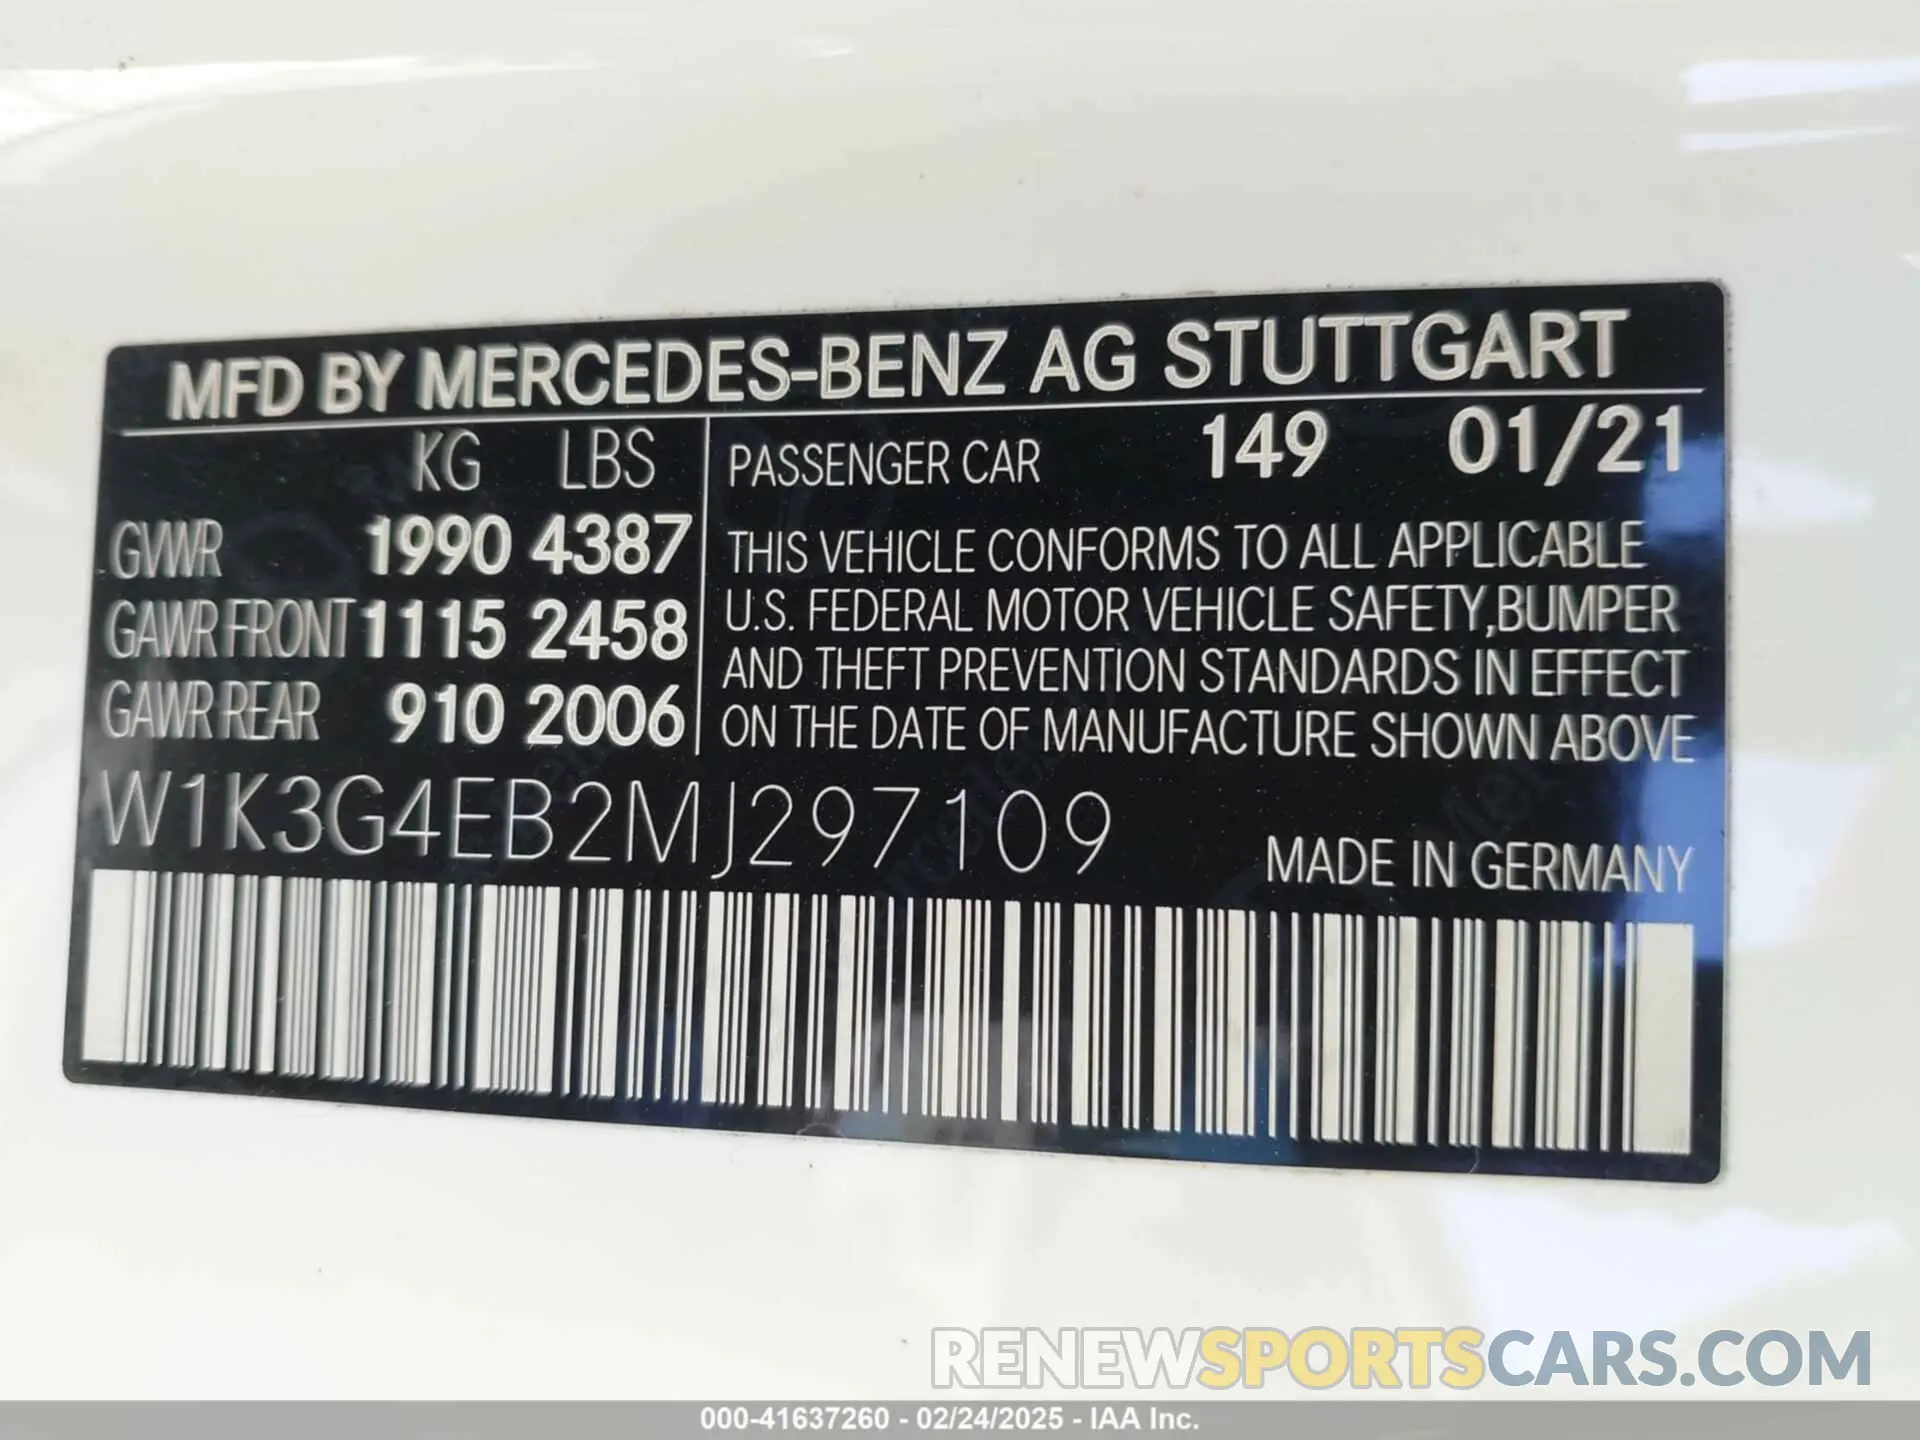 MFD BY MERCEDES-BENZ AG STUTTGART
KG LBS
GVWR 1990 4387
GAWR FRONT 1115 2458
GAWR REAR 910 2006
PASSENGER CAR 149 01/21
THIS VEHICLE CONFORMS TO ALL APPLICABLE
U.S. FEDERAL MOTOR VEHICLE SAFETY,BUMPER
AND THEFT PREVENTION STANDARDS IN EFFECT
ON THE DATE OF MANUFACTURE SHOWN ABOVE
W1K3G4EB2MJ297109
MADE IN GERMANY
RENEWSPORTSCARS.COM
000-41637260 - 02/24/2025 - IAA Inc.